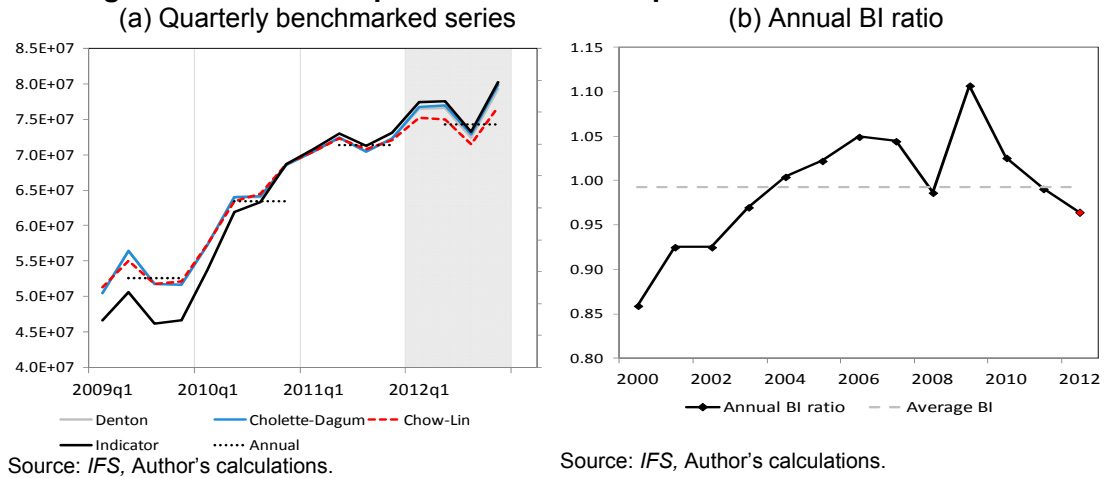 (a) Quarterly benchmarked series
8.5E+07
8.0E+07
7.5E+07
7.0E+07
6.5E+07
6.0E+07
5.5E+07
5.0E+07
4.5E+07
4.0E+07
2009q1 2010q1 2011q1 2012q1
Denton Cholette-Dagum Chow-Lin
Indicator Annual
Source: IFS, Author's calculations.
(b) Annual BI ratio
1.15
1.10
1.05
1.00
0.95
0.90
0.85
0.80
2000 2002 2004 2006 2008 2010 2012
Annual BI ratio Average BI
Source: IFS, Author's calculations.